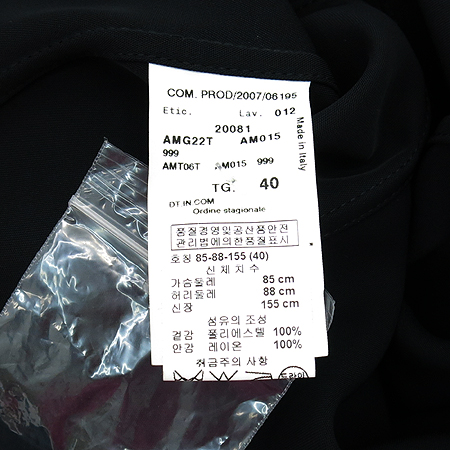 COM. PROD/2007/06195
Etic. Lav. 012
20081
AMG22T AM015
999
AMT06T AM015 999
Made in Italy
TG. 40
DT.IN.COM
Ordine stagionale
품질경영및공산품안전
관리법에의한품질표시
호칭 85-88-155 (40)
신체치수
가슴둘레 85 cm
허리둘레 88 cm
신장 155 cm
섬유의 조성
겉감 폴리에스텔 100%
안감 레이온 100%
취금주의 사항
드라이